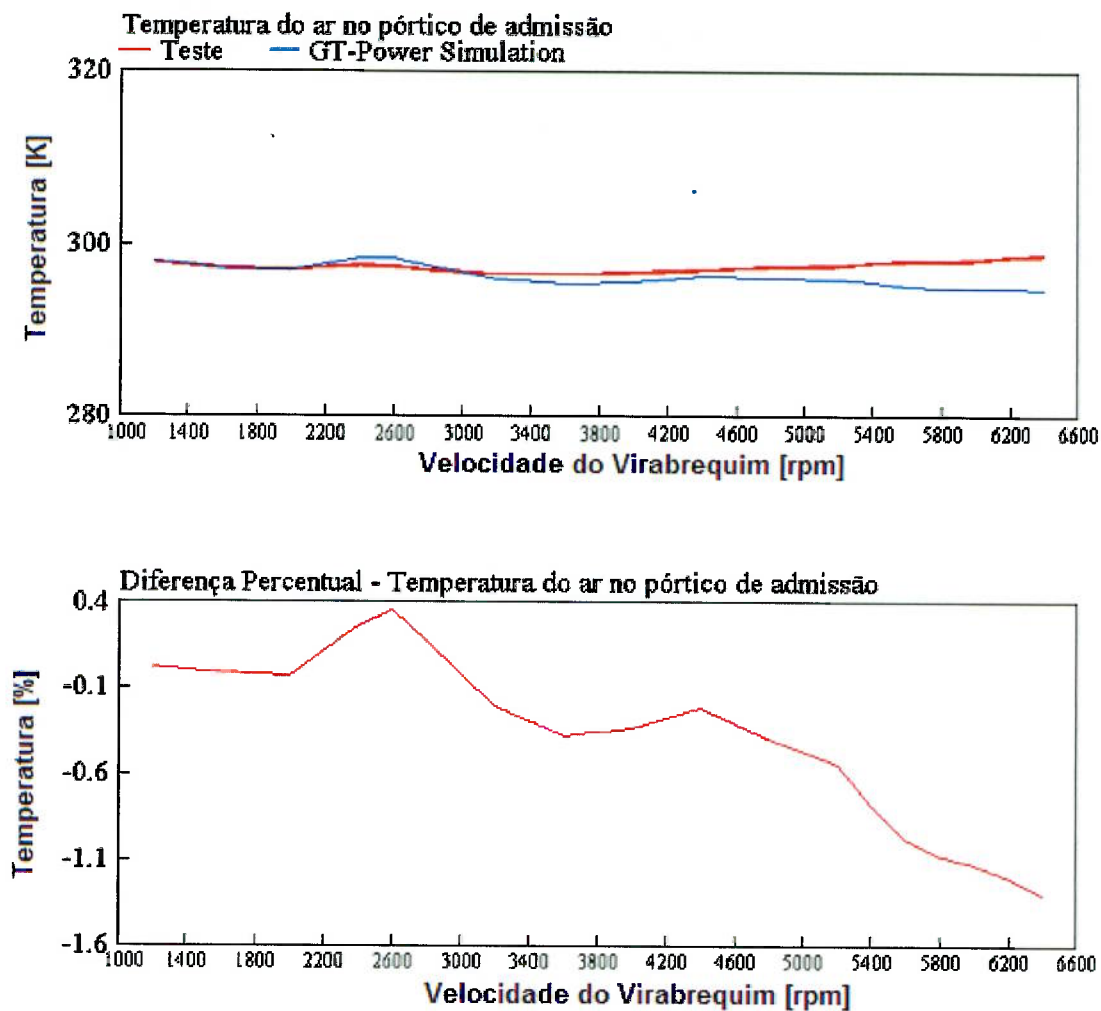 Temperatura do ar no pórtico de admissão
Teste GT-Power Simulation
320
300
280
Temperatura [K]
1000 1400 1800 2200 2600 3000 3400 3800 4200 4600 5000 5400 5800 6200 6600
Velocidade do Virabrequim [rpm]
Diferença Percentual - Temperatura do ar no pórtico de admissão
0.4
-0.1
-0.6
-1.1
-1.6
Temperatura [%]
1000 1400 1800 2200 2600 3000 3400 3800 4200 4600 5000 5400 5800 6200 6600
Velocidade do Virabrequim [rpm]